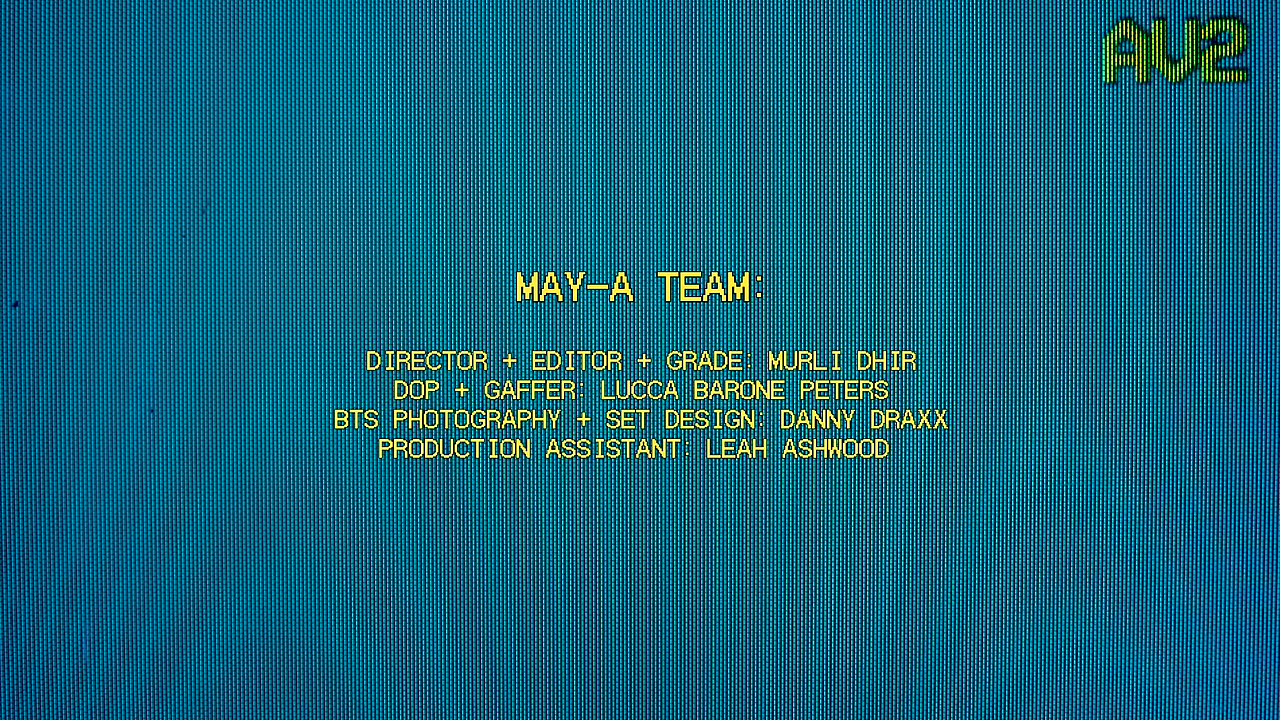 AV2
MAY-A TEAM:
DIRECTOR + EDITOR + GRADE: MURLI DHIR
DOP + GAFFER: LUCCA BARONE PETERS
BTS PHOTOGRAPHY + SET DESIGN: DANNY DRAXX
PRODUCTION ASSISTANT: LEAH ASHWOOD